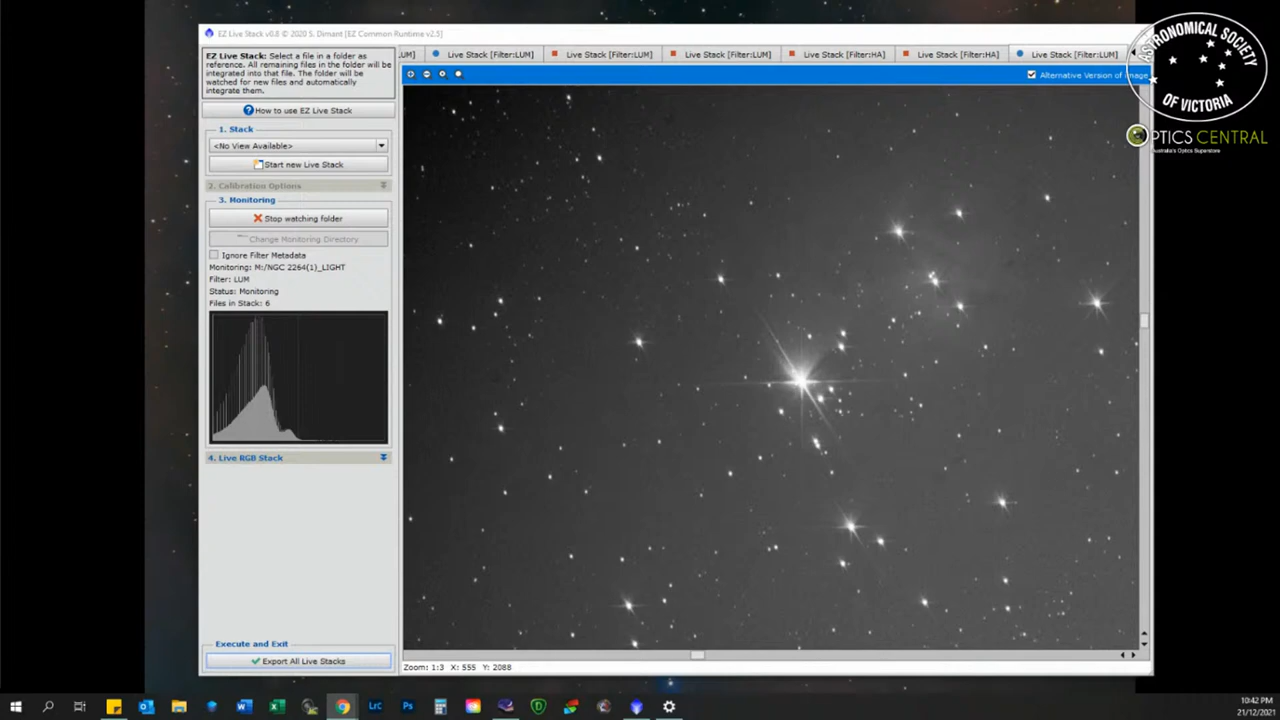 EZ Live Stack v0.8 © 2020 S. Dimant [EZ Common Runtime v2.5]
EZ Live Stack: Select a file in a folder as
reference. All remaining files in the folder will be
integrated into that file. The folder will be
watched for new files and automatically
integrate them.
How to use EZ Live Stack
1. Stack
<No View Available>
Start new Live Stack
2. Calibration Options
3. Monitoring
Stop watching folder
Change Monitoring Directory
Ignore Filter Metadata
Monitoring: M:/NGC 2264(1)_LIGHT
Filter: LUM
Status: Monitoring
Files in Stack: 6
4. Live RGB Stack
Execute and Exit
Export All Live Stacks
.LUM]
Live Stack [Filter:LUM]
Live Stack [Filter:LUM]
Live Stack [Filter:LUM]
Live Stack [Filter:HA]
Live Stack [Filter:HA]
Live Stack [Filter:LUM]
Alternative Version of Image
Zoom: 1:3 X: 555 Y: 2088
ASTRONOMICAL SOCIETY
OF VICTORIA
OPTICS CENTRAL
Australia's Optics Superstore
LrC
Ps
10:42 PM
21/12/2021